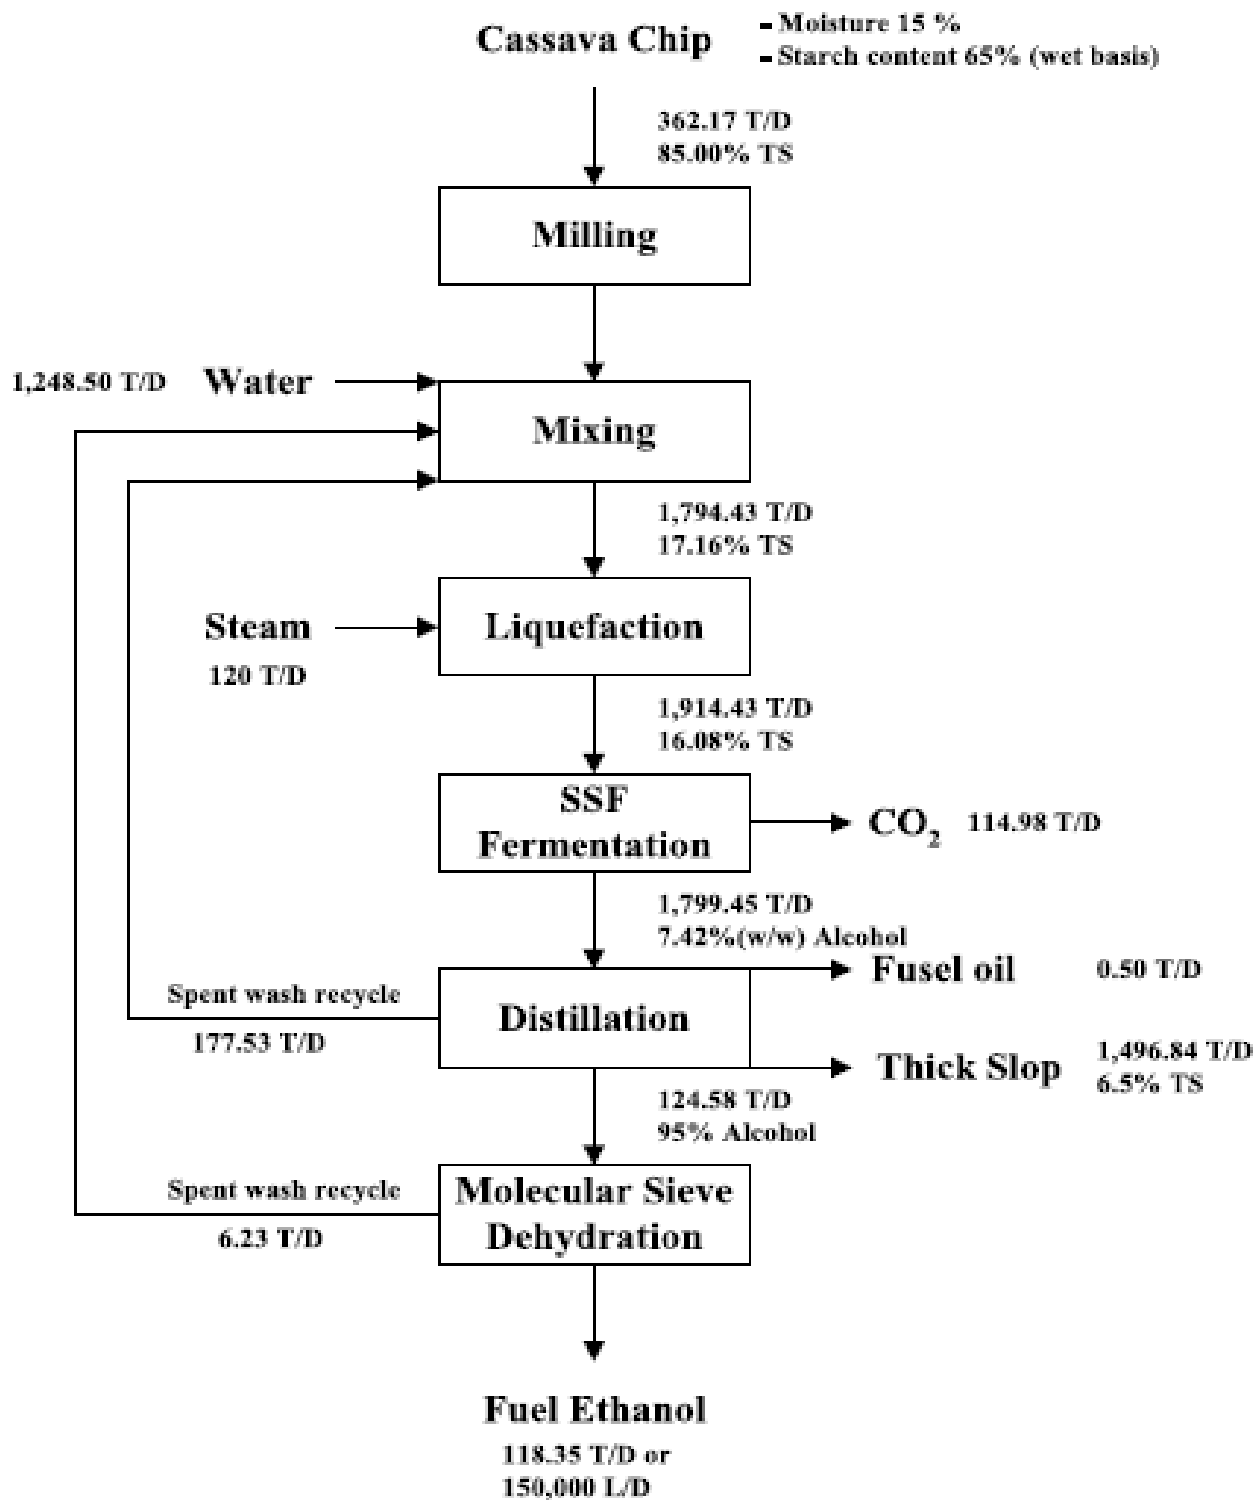 Cassava Chip
- Moisture 15 %
- Starch content 65% (wet basis)
362.17 T/D
85.00% TS
Milling
1,248.50 T/D Water
Mixing
1,794.43 T/D
17.16% TS
Steam
120 T/D
Liquefaction
1,914.43 T/D
16.08% TS
SSF
Fermentation
CO2 114.98 T/D
1,799.45 T/D
7.42%(w/w) Alcohol
Fusel oil 0.50 T/D
Spent wash recycle
177.53 T/D
Distillation
Thick Slop
1,496.84 T/D
6.5% TS
124.58 T/D
95% Alcohol
Spent wash recycle
6.23 T/D
Molecular Sieve
Dehydration
Fuel Ethanol
118.35 T/D or
150,000 L/D